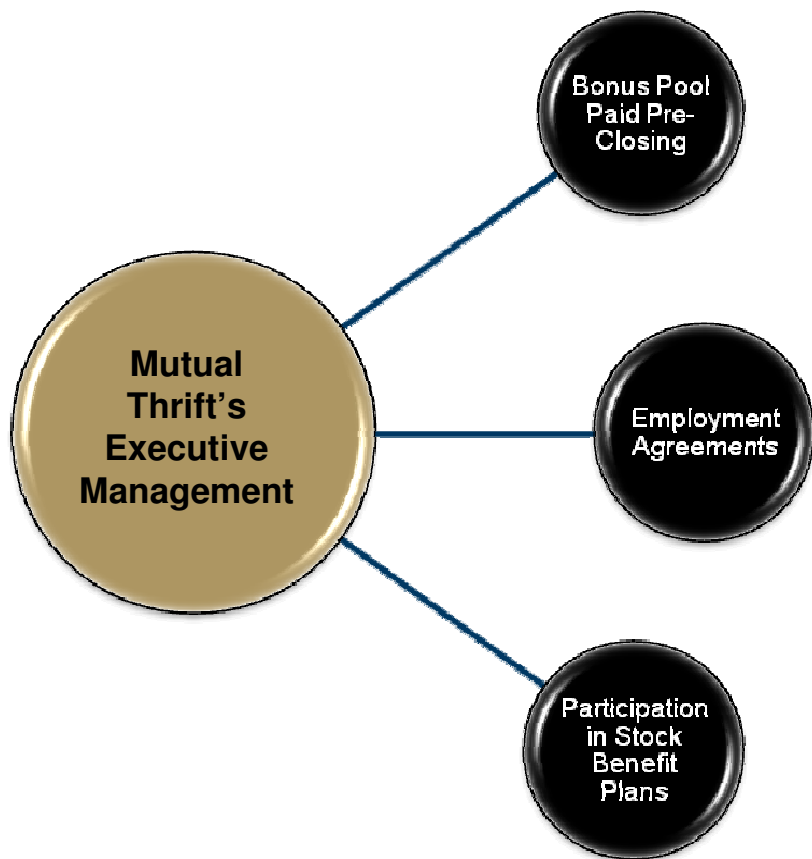 Bonus Pool
Paid Pre-
Closing
Mutual
Thrift's
Executive
Management
Employment
Agreements
Participation
in Stock
Benefit
Plans